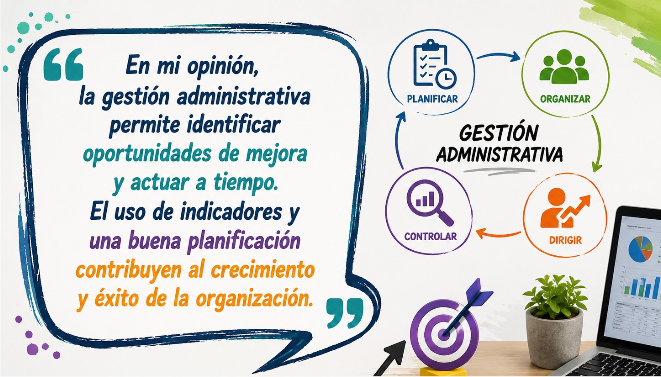 “
En mi opinión,
la gestión administrativa
permite identificar
oportunidades de mejora
y actuar a tiempo.
El uso de indicadores y
una buena planificación
contribuyen al crecimiento
y éxito de la organización.
”
PLANIFICAR
ORGANIZAR
GESTIÓN
ADMINISTRATIVA
CONTROLAR
DIRIGIR